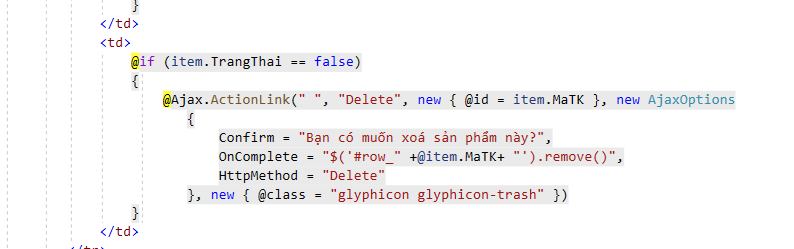 }
</td>
<td>
@if (item.TrangThai == false)
{
@Ajax.ActionLink(" ", "Delete", new { @id = item.MaTK }, new AjaxOptions
{
Confirm = "Bạn có muốn xoá sản phẩm này?",
OnComplete = "$('#row_" +@item.MaTK+ "').remove()",
HttpMethod = "Delete"
}, new { @class = "glyphicon glyphicon-trash" })
}
</td>
</tr>